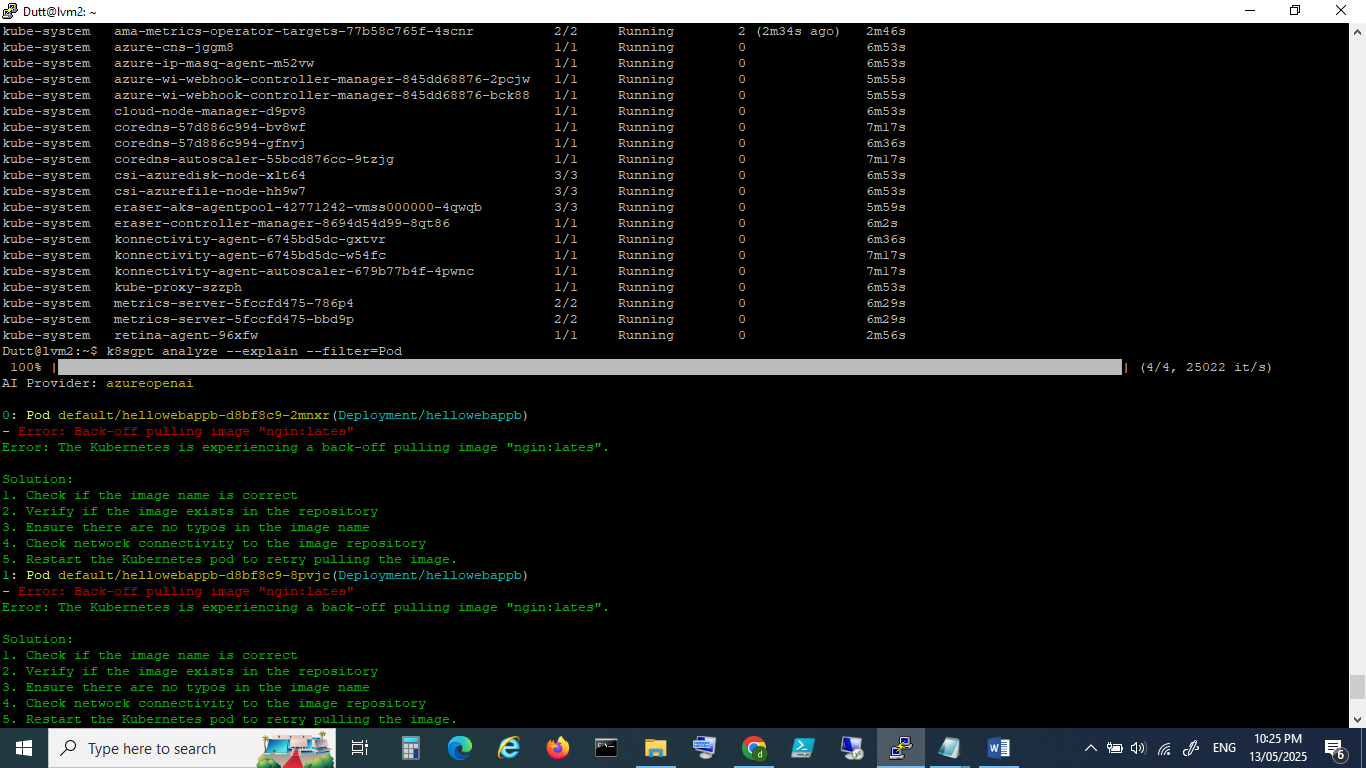 Dutt@lvm2: ~
kube-system ama-metrics-operator-targets-77b58c765f-4scnr 2/2 Running 2 (2m34s ago) 2m46s
kube-system azure-cns-jggm8 1/1 Running 0 6m53s
kube-system azure-ip-masq-agent-m52vw 1/1 Running 0 6m53s
kube-system azure-wi-webhook-controller-manager-845dd68876-2pcjw 1/1 Running 0 5m55s
kube-system azure-wi-webhook-controller-manager-845dd68876-bck88 1/1 Running 0 5m55s
kube-system cloud-node-manager-d9pv8 1/1 Running 0 6m53s
kube-system coredns-57d886c994-bv8wf 1/1 Running 0 7m17s
kube-system coredns-57d886c994-gfnvj 1/1 Running 0 6m36s
kube-system coredns-autoscaler-55bcd876cc-9tzjg 1/1 Running 0 7m17s
kube-system csi-azuredisk-node-xlt64 3/3 Running 0 6m53s
kube-system csi-azurefile-node-hh9w7 3/3 Running 0 6m53s
kube-system eraser-aks-agentpool-42771242-vmss000000-4qwqb 3/3 Running 0 5m59s
kube-system eraser-controller-manager-8694d54d99-8qt86 1/1 Running 0 6m2s
kube-system konnectivity-agent-6745bd5dc-gxtvr 1/1 Running 0 6m36s
kube-system konnectivity-agent-6745bd5dc-w54fc 1/1 Running 0 7m17s
kube-system konnectivity-agent-autoscaler-679b77b4f-4pwnc 1/1 Running 0 7m17s
kube-system kube-proxy-szzph 1/1 Running 0 6m53s
kube-system metrics-server-5fccfd475-786p4 2/2 Running 0 6m29s
kube-system metrics-server-5fccfd475-bbd9p 2/2 Running 0 6m29s
kube-system retina-agent-96xfw 1/1 Running 0 2m56s
Dutt@lvm2:~$ k8sgpt analyze --explain --filter=Pod
100% | | (4/4, 25022 it/s)
AI Provider: azureopenai
0: Pod default/hellowebappb-d8bf8c9-2mnxr(Deployment/hellowebappb)
- Error: Back-off pulling image "ngin:lates"
Error: The Kubernetes is experiencing a back-off pulling image "ngin:lates".
Solution:
1. Check if the image name is correct
2. Verify if the image exists in the repository
3. Ensure there are no typos in the image name
4. Check network connectivity to the image repository
5. Restart the Kubernetes pod to retry pulling the image.
1: Pod default/hellowebappb-d8bf8c9-8pvjc(Deployment/hellowebappb)
- Error: Back-off pulling image "ngin:lates"
Error: The Kubernetes is experiencing a back-off pulling image "ngin:lates".
Solution:
1. Check if the image name is correct
2. Verify if the image exists in the repository
3. Ensure there are no typos in the image name
4. Check network connectivity to the image repository
5. Restart the Kubernetes pod to retry pulling the image.
Type here to search
ENG
10:25 PM
13/05/2025
6